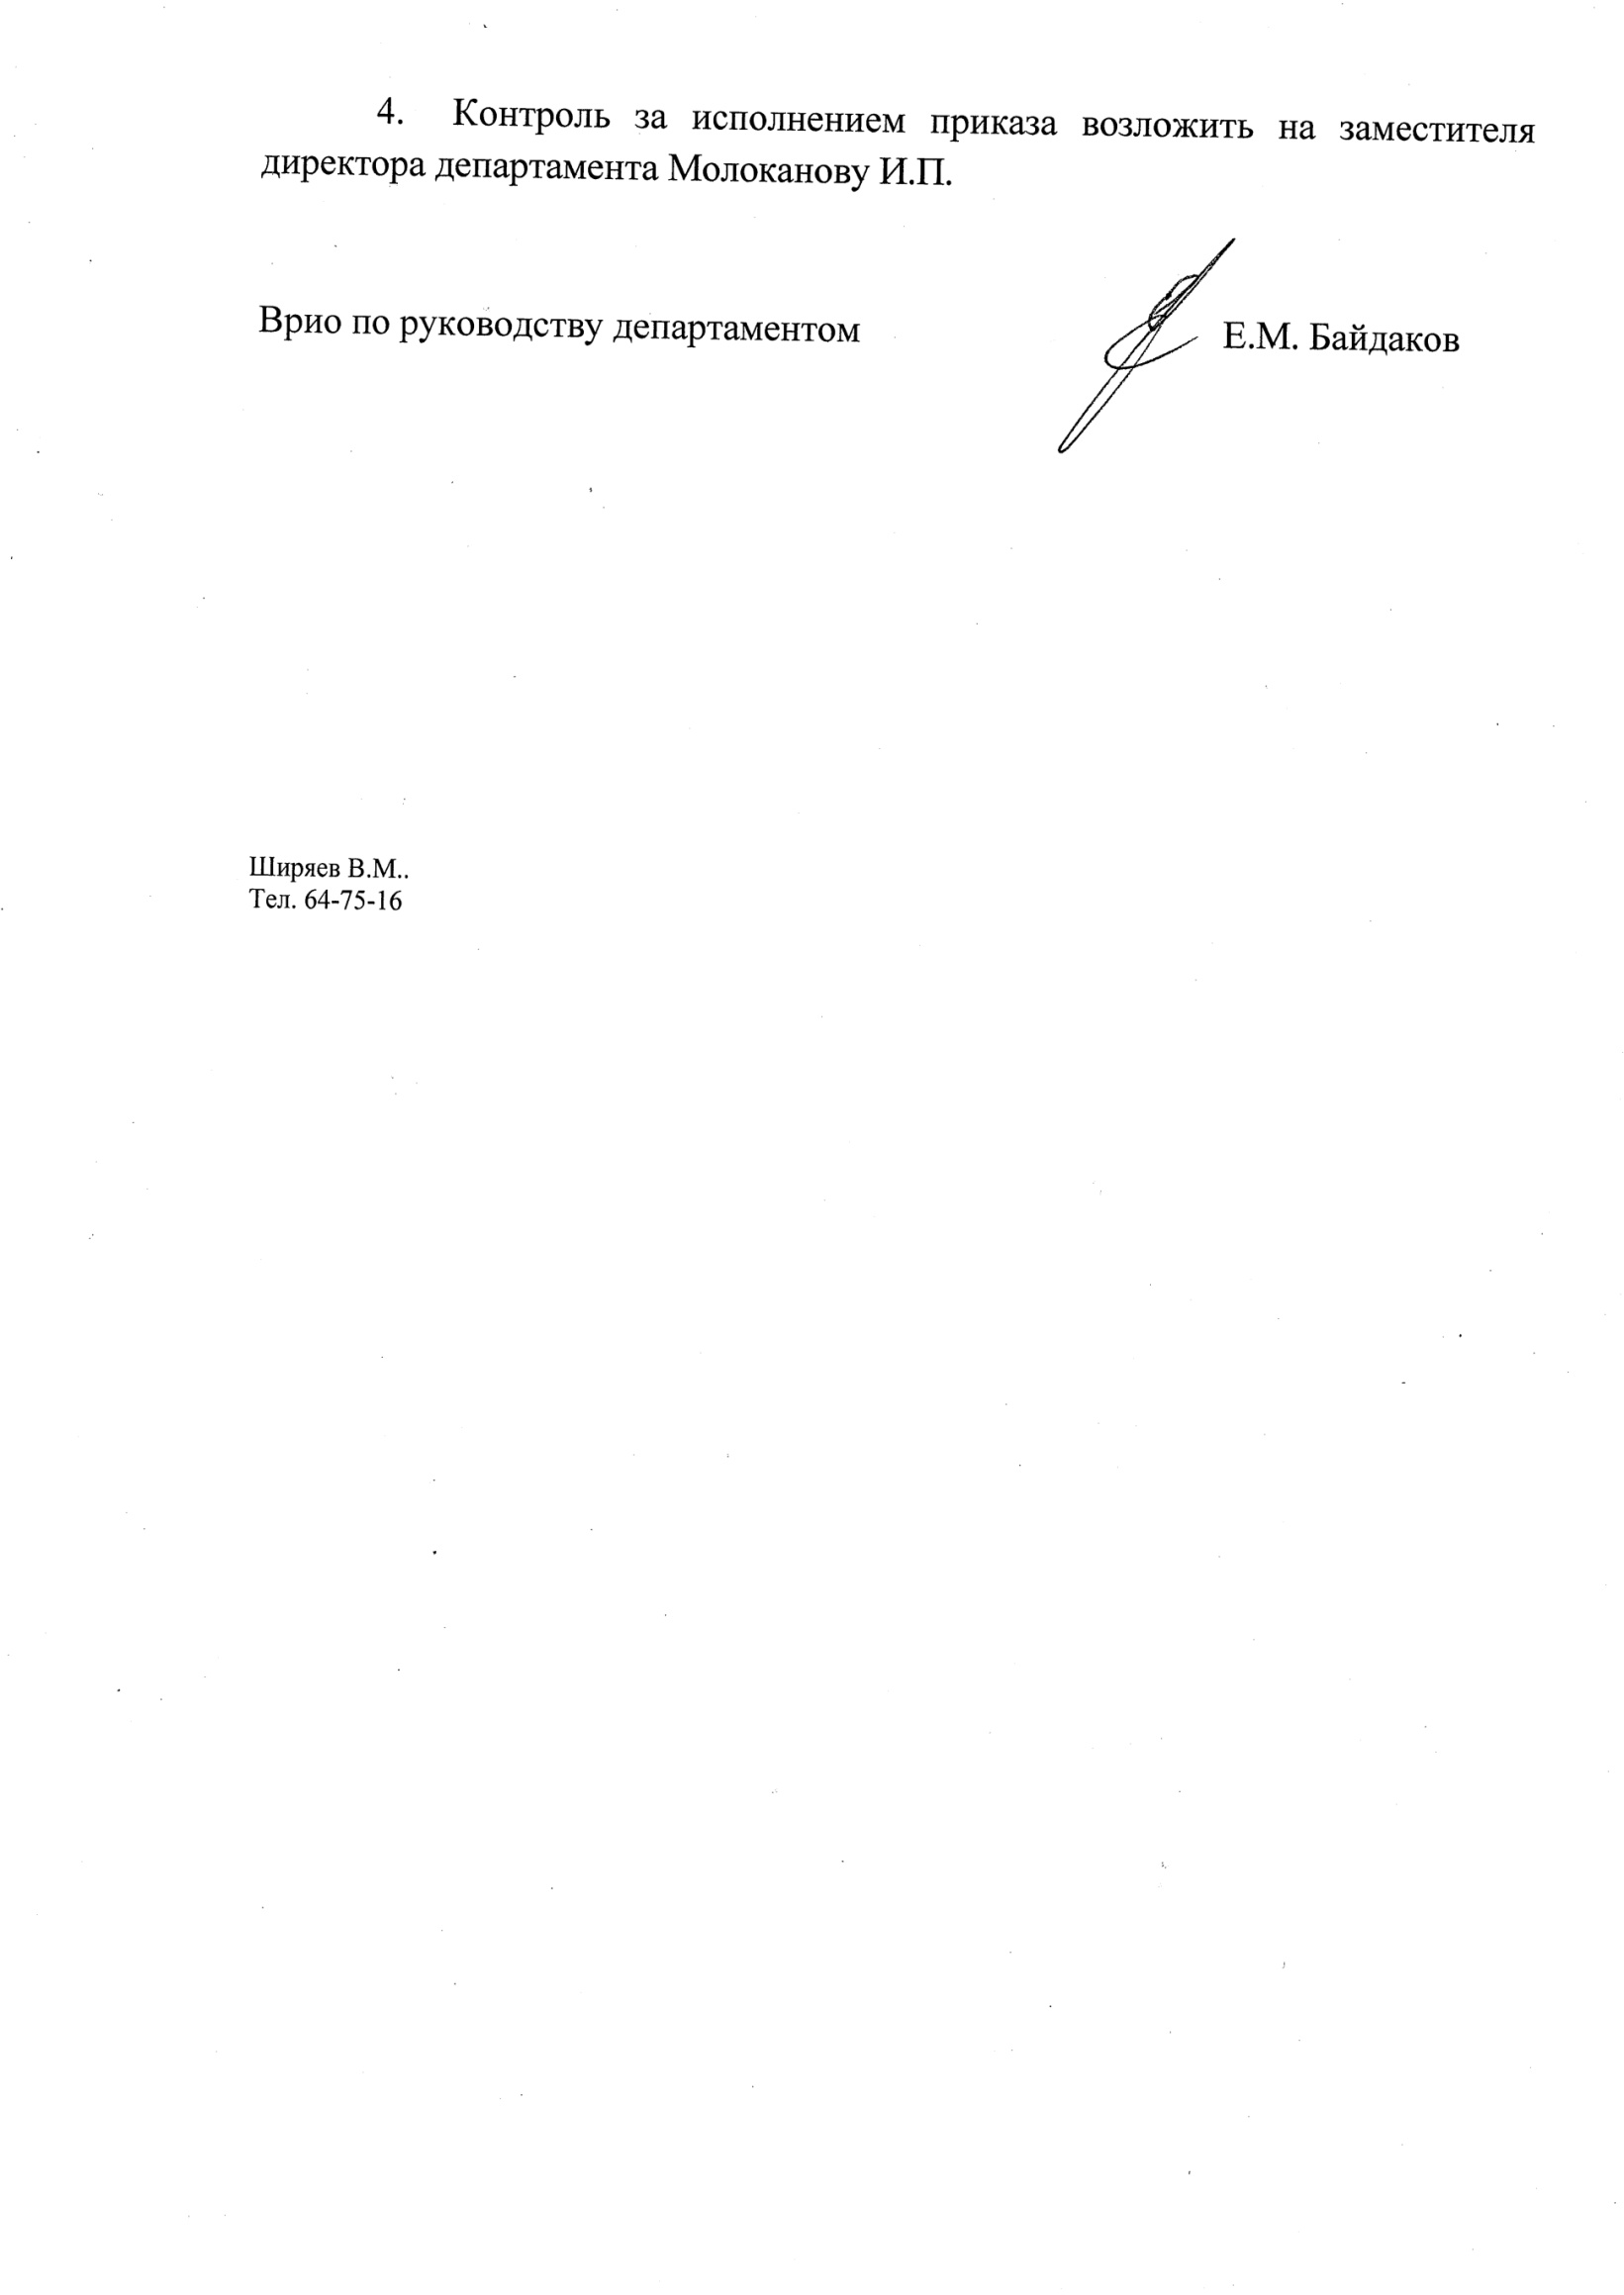 4. Контроль за исполнением приказа возложить на заместителя
директора департамента Молоканову И.П.
Врио по руководству департаментом Е.М. Байдаков
Ширяев В.М..
Тел. 64-75-16